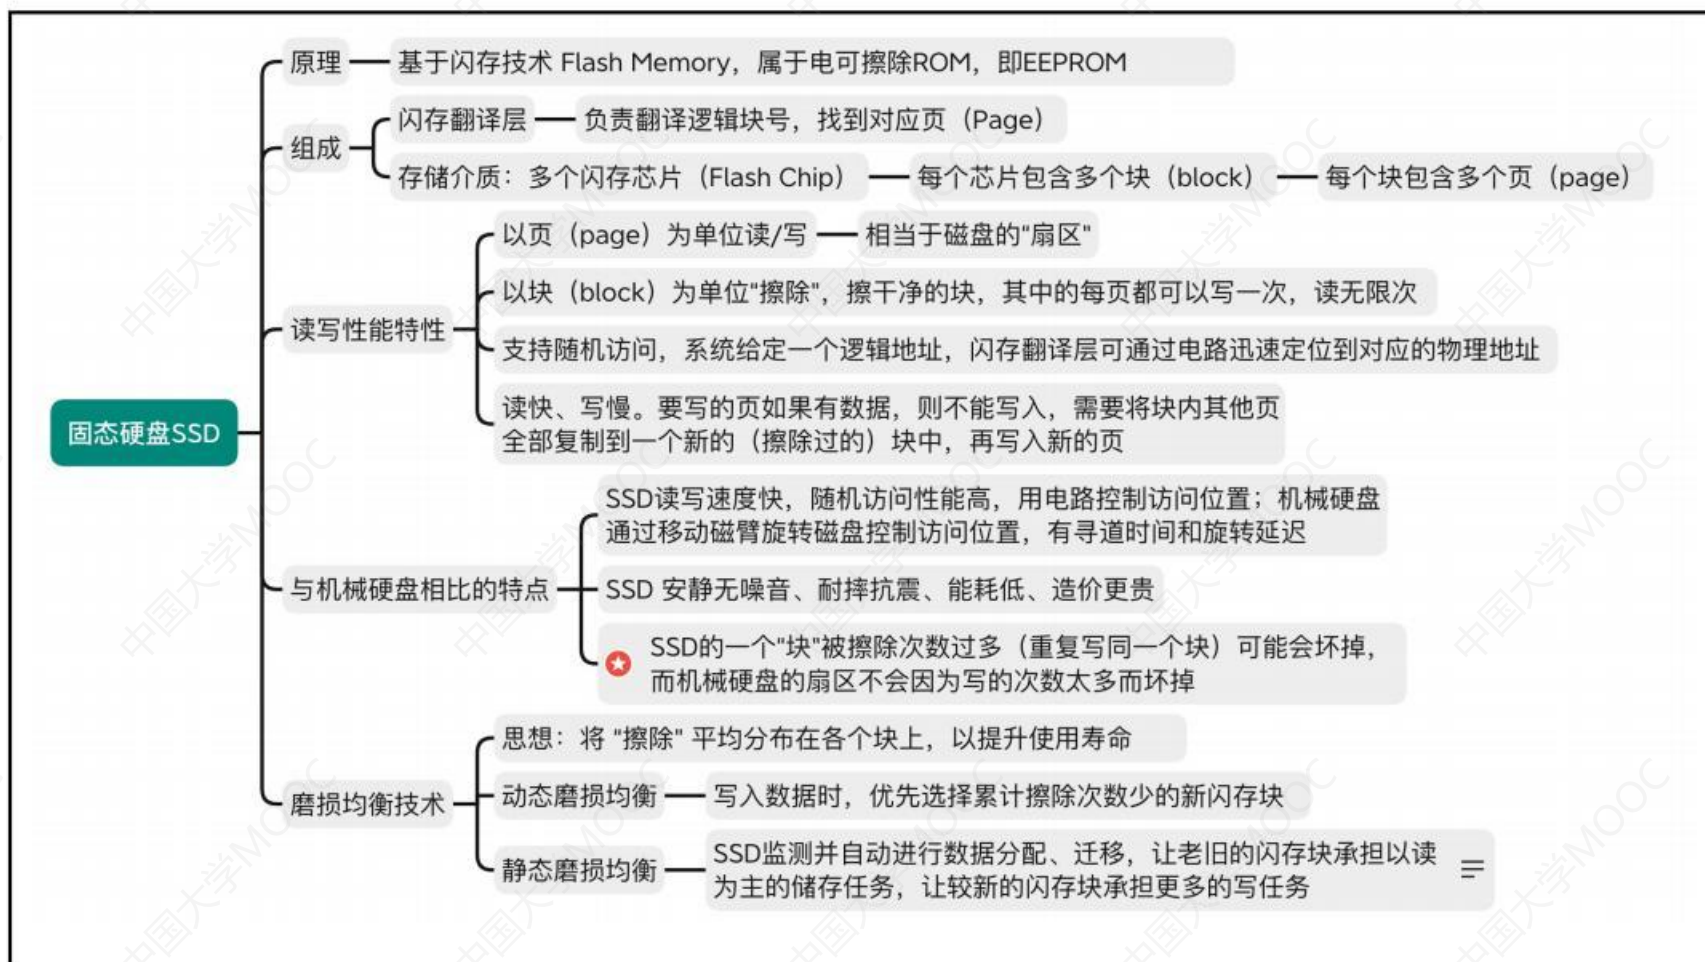 原理
基于闪存技术 Flash Memory，属于电可擦除ROM，即EEPROM
组成
闪存翻译层
负责翻译逻辑块号，找到对应页（Page）
存储介质：多个闪存芯片（Flash Chip）
每个芯片包含多个块（block）
每个块包含多个页（page）
读写性能特性
以页（page）为单位读/写
相当于磁盘的"扇区"
以块（block）为单位"擦除"，擦干净的块，其中的每页都可以写一次，读无限次
支持随机访问，系统给定一个逻辑地址，闪存翻译层可通过电路迅速定位到对应的物理地址
读快、写慢。要写的页如果有数据，则不能写入，需要将块内其他页
全部复制到一个新的（擦除过的）块中，再写入新的页
固态硬盘SSD
与机械硬盘相比的特点
SSD读写速度快，随机访问性能高，用电路控制访问位置；机械硬盘
通过移动磁臂旋转磁盘控制访问位置，有寻道时间和旋转延迟
SSD 安静无噪音、耐摔抗震、能耗低、造价更贵
SSD的一个"块"被擦除次数过多（重复写同一个块）可能会坏掉，
而机械硬盘的扇区不会因为写的次数太多而坏掉
磨损均衡技术
思想：将 "擦除" 平均分布在各个块上，以提升使用寿命
动态磨损均衡
写入数据时，优先选择累计擦除次数少的新闪存块
静态磨损均衡
SSD监测并自动进行数据分配、迁移，让老旧的闪存块承担以读
为主的储存任务，让较新的闪存块承担更多的写任务
中国大学MOOC